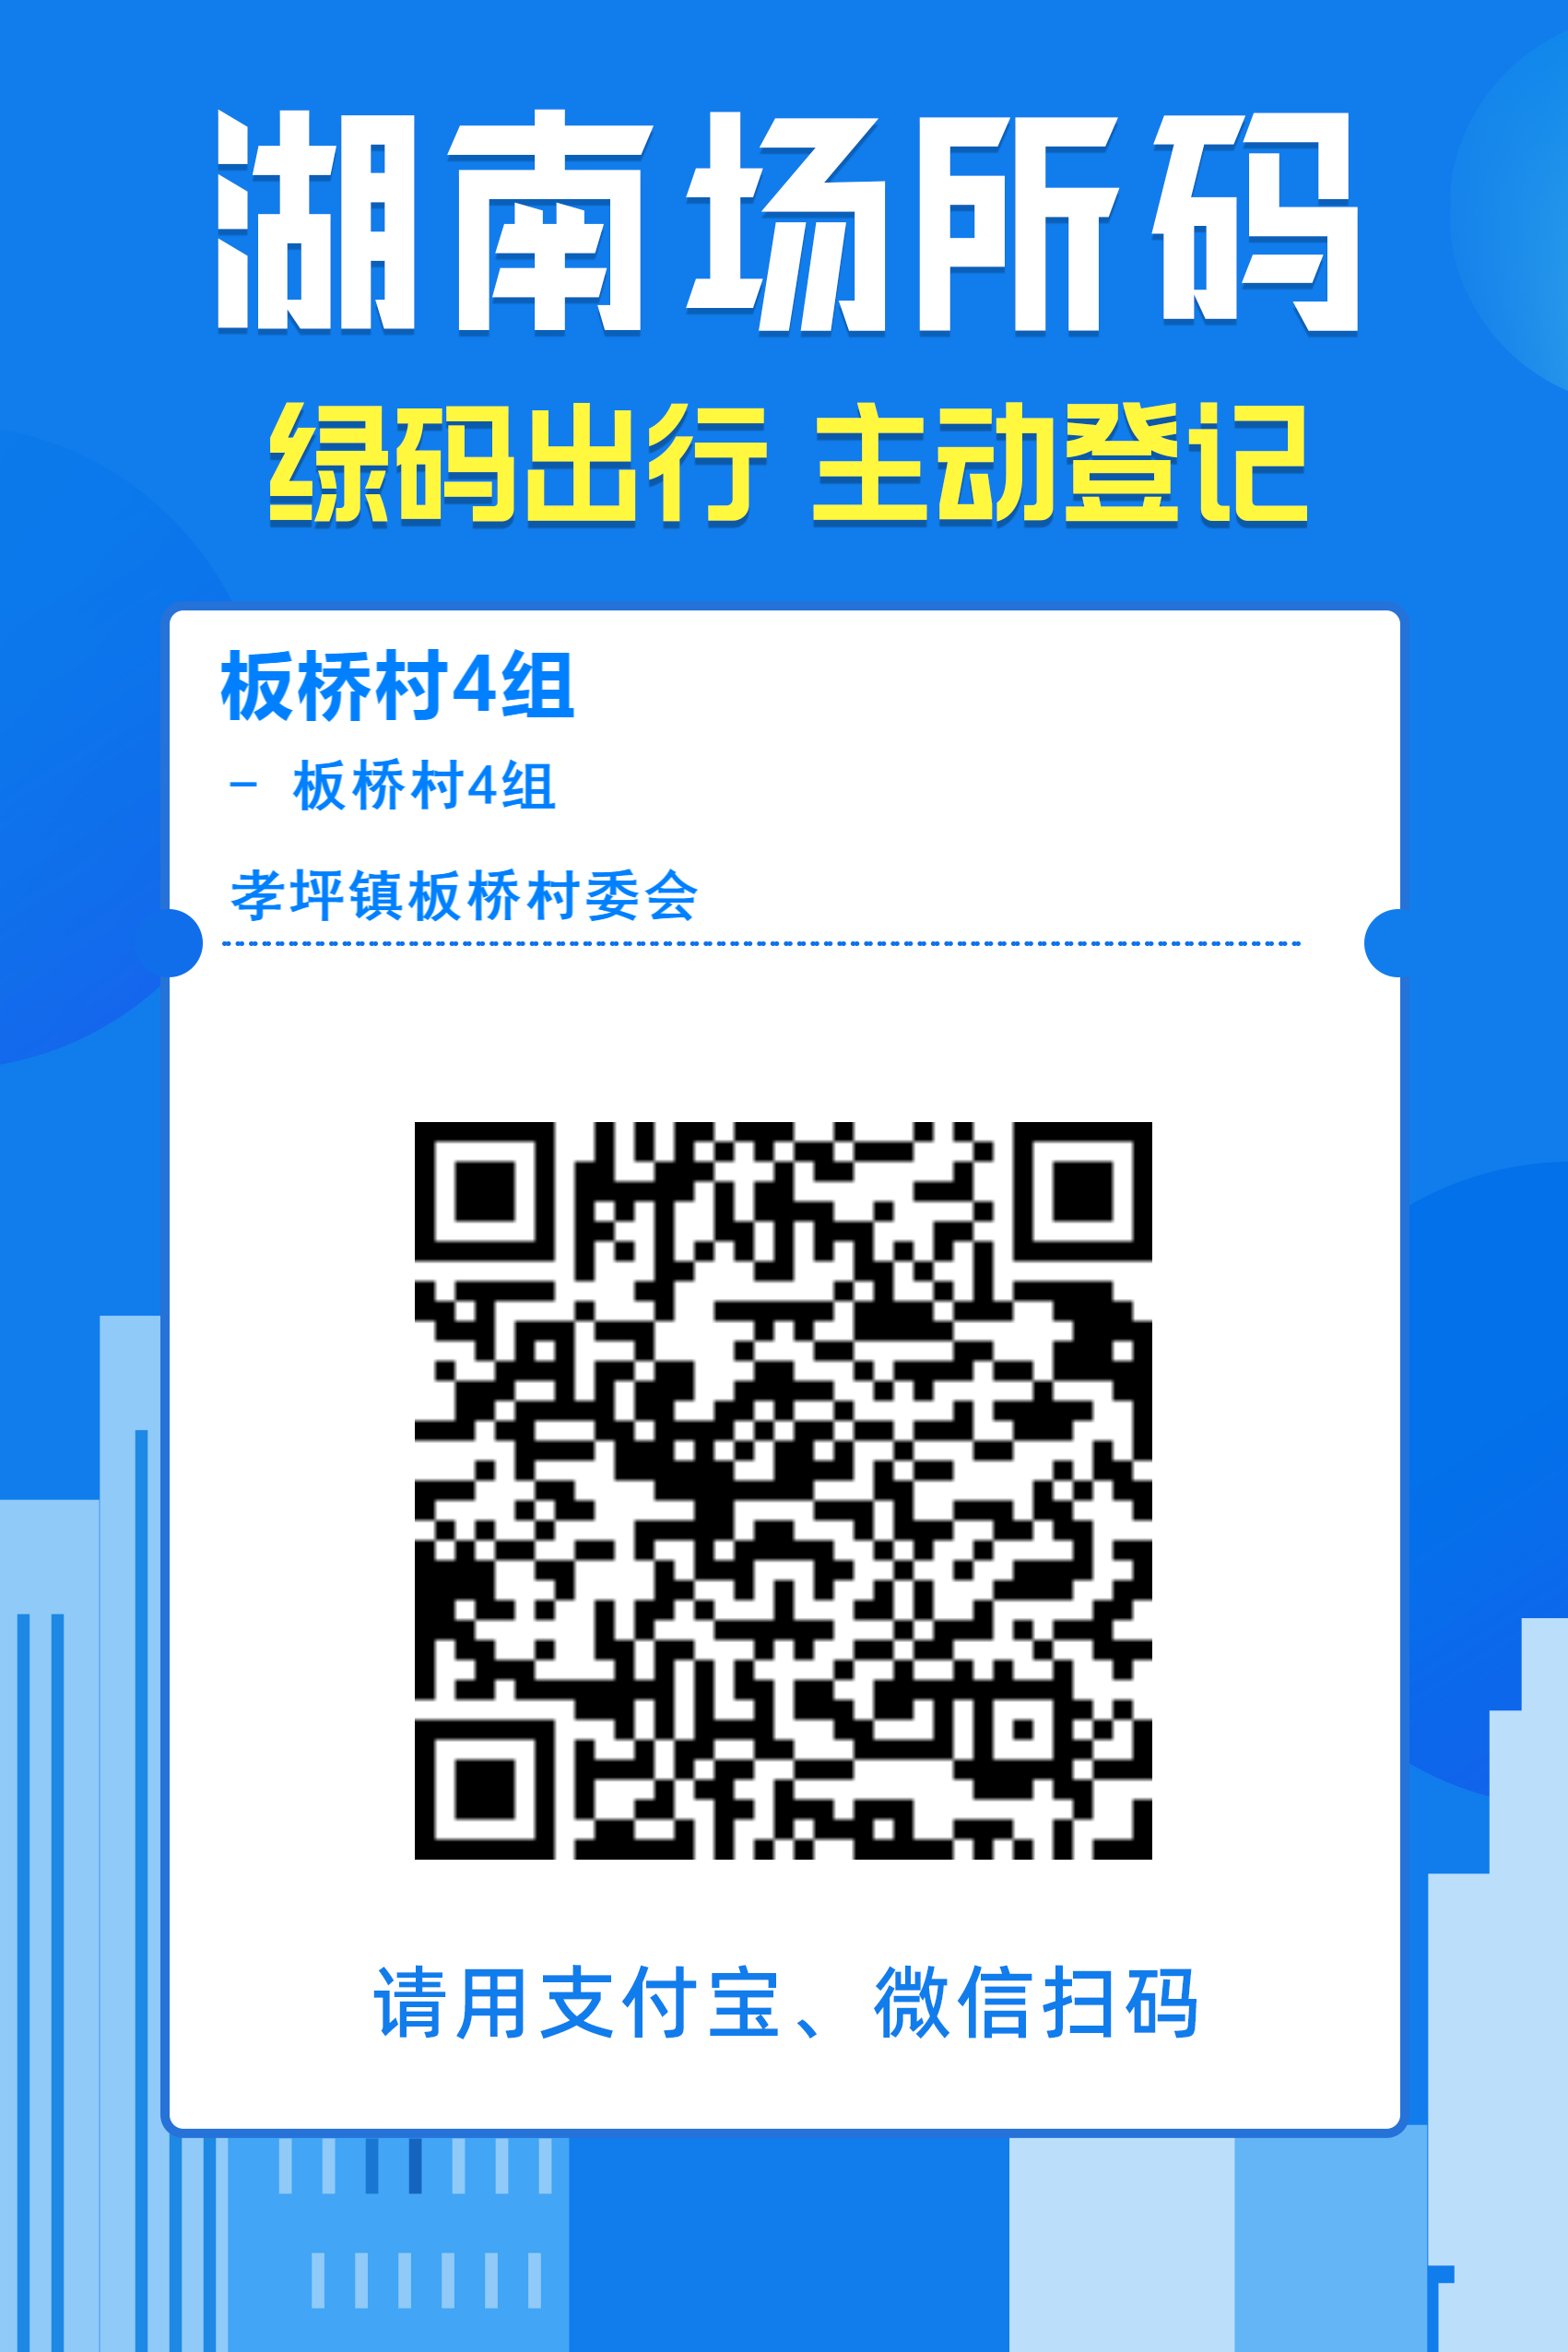 湖南场所码
绿码出行 主动登记
板桥村4组
- 板桥村4组
孝坪镇板桥村委会
请用支付宝、微信扫码